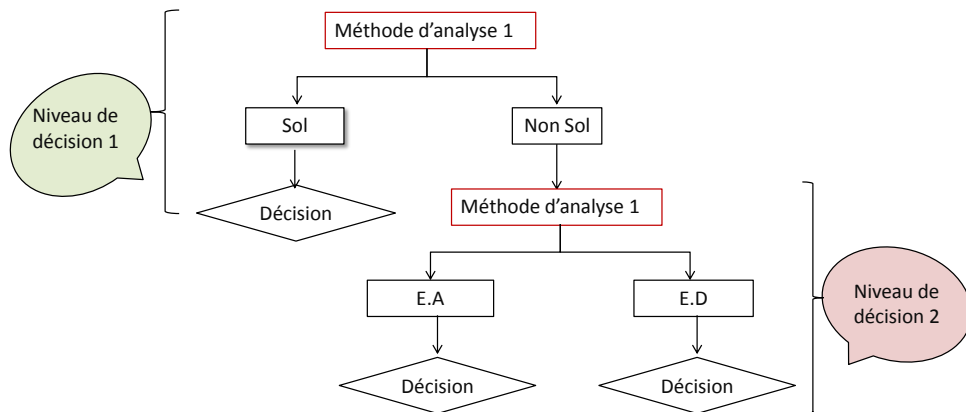 Méthode d'analyse 1
Niveau de
décision 1
Sol
Non Sol
Décision
Méthode d'analyse 1
E.A
E.D
Niveau de
décision 2
Décision
Décision